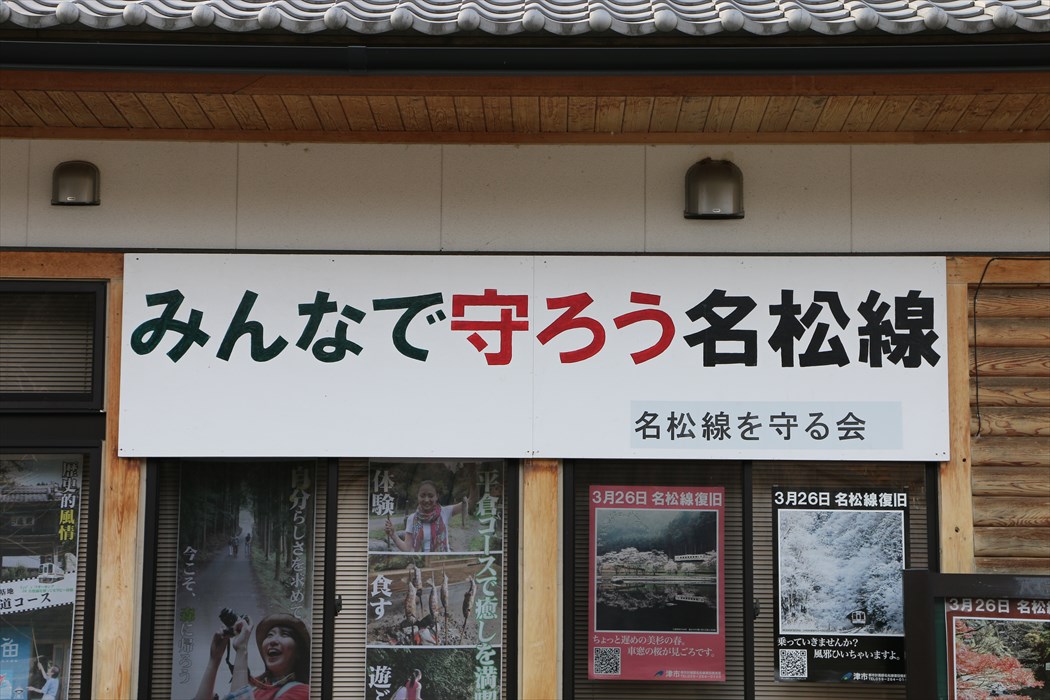 みんなで守ろう名松線
名松線を守る会
歴史的風情
道コース
自分らしさを求めて
今こそ、
体験
食す
遊ど
平倉コースで癒しを満喫
3月26日 名松線復旧
ちょっと遅めの美杉の春。
車窓の桜が見ごろです。
津市
3月26日 名松線復旧
乗っていきませんか?
風邪ひいちゃいますよ。
津市
3月26日 名松